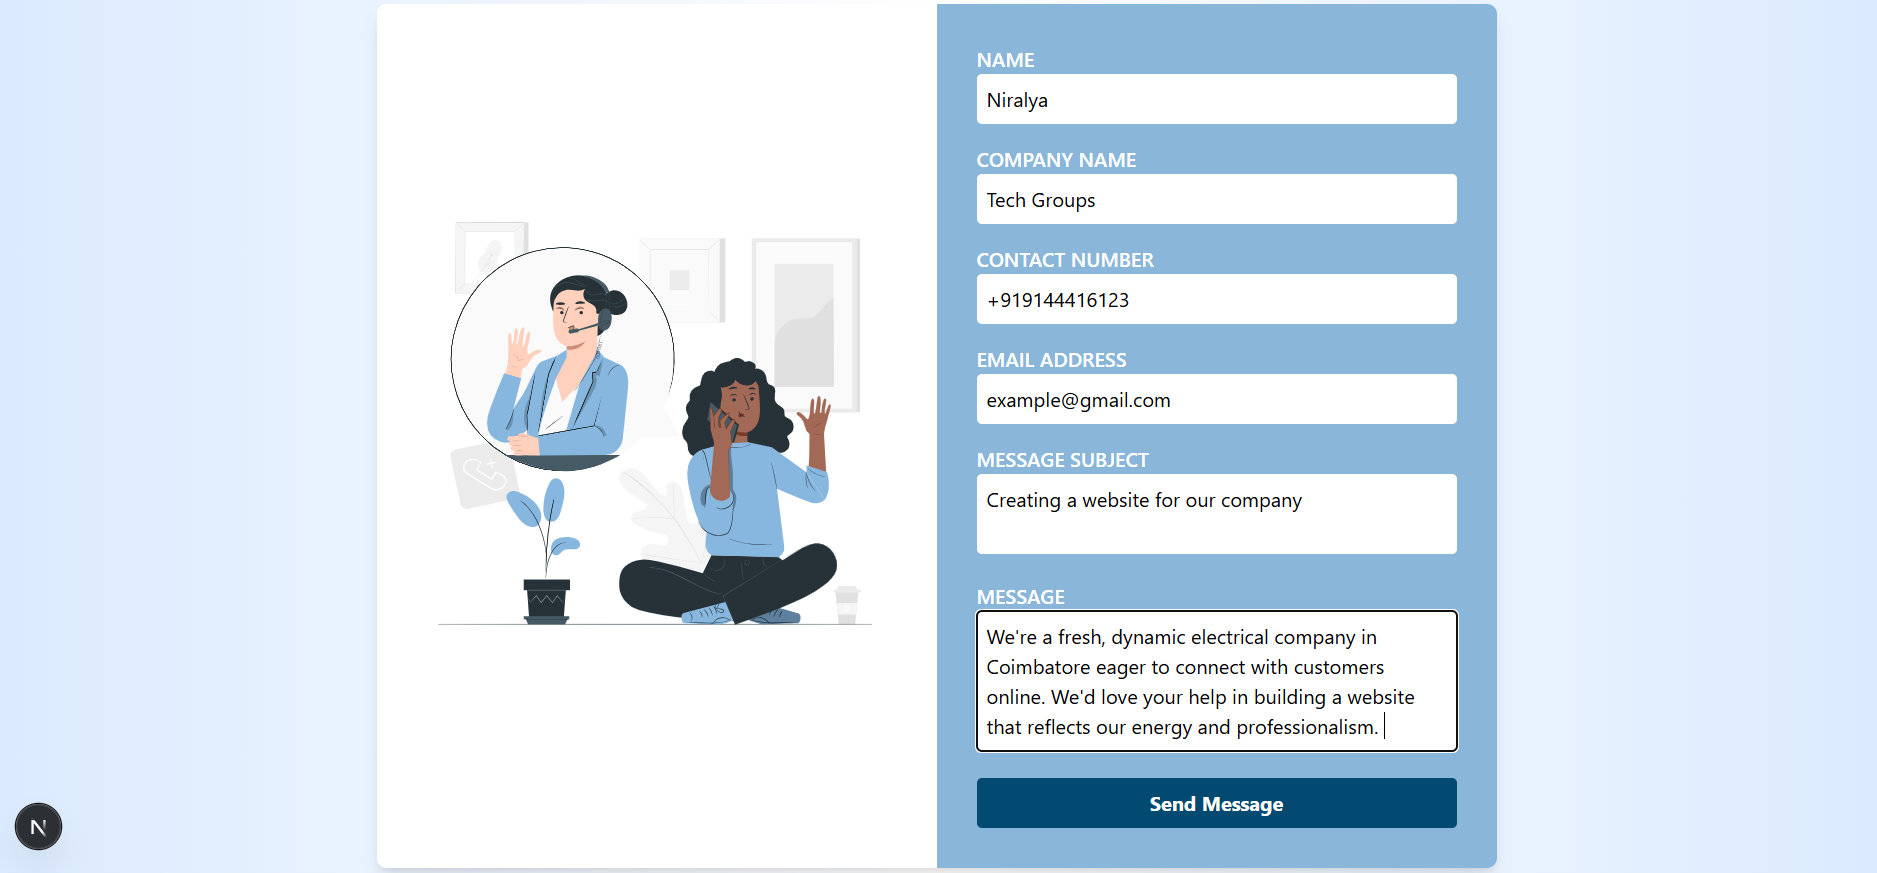 NAME
Niralya
COMPANY NAME
Tech Groups
CONTACT NUMBER
+919144416123
EMAIL ADDRESS
example@gmail.com
MESSAGE SUBJECT
Creating a website for our company
MESSAGE
We're a fresh, dynamic electrical company in
Coimbatore eager to connect with customers
online. We'd love your help in building a website
that reflects our energy and professionalism.
Send Message
N